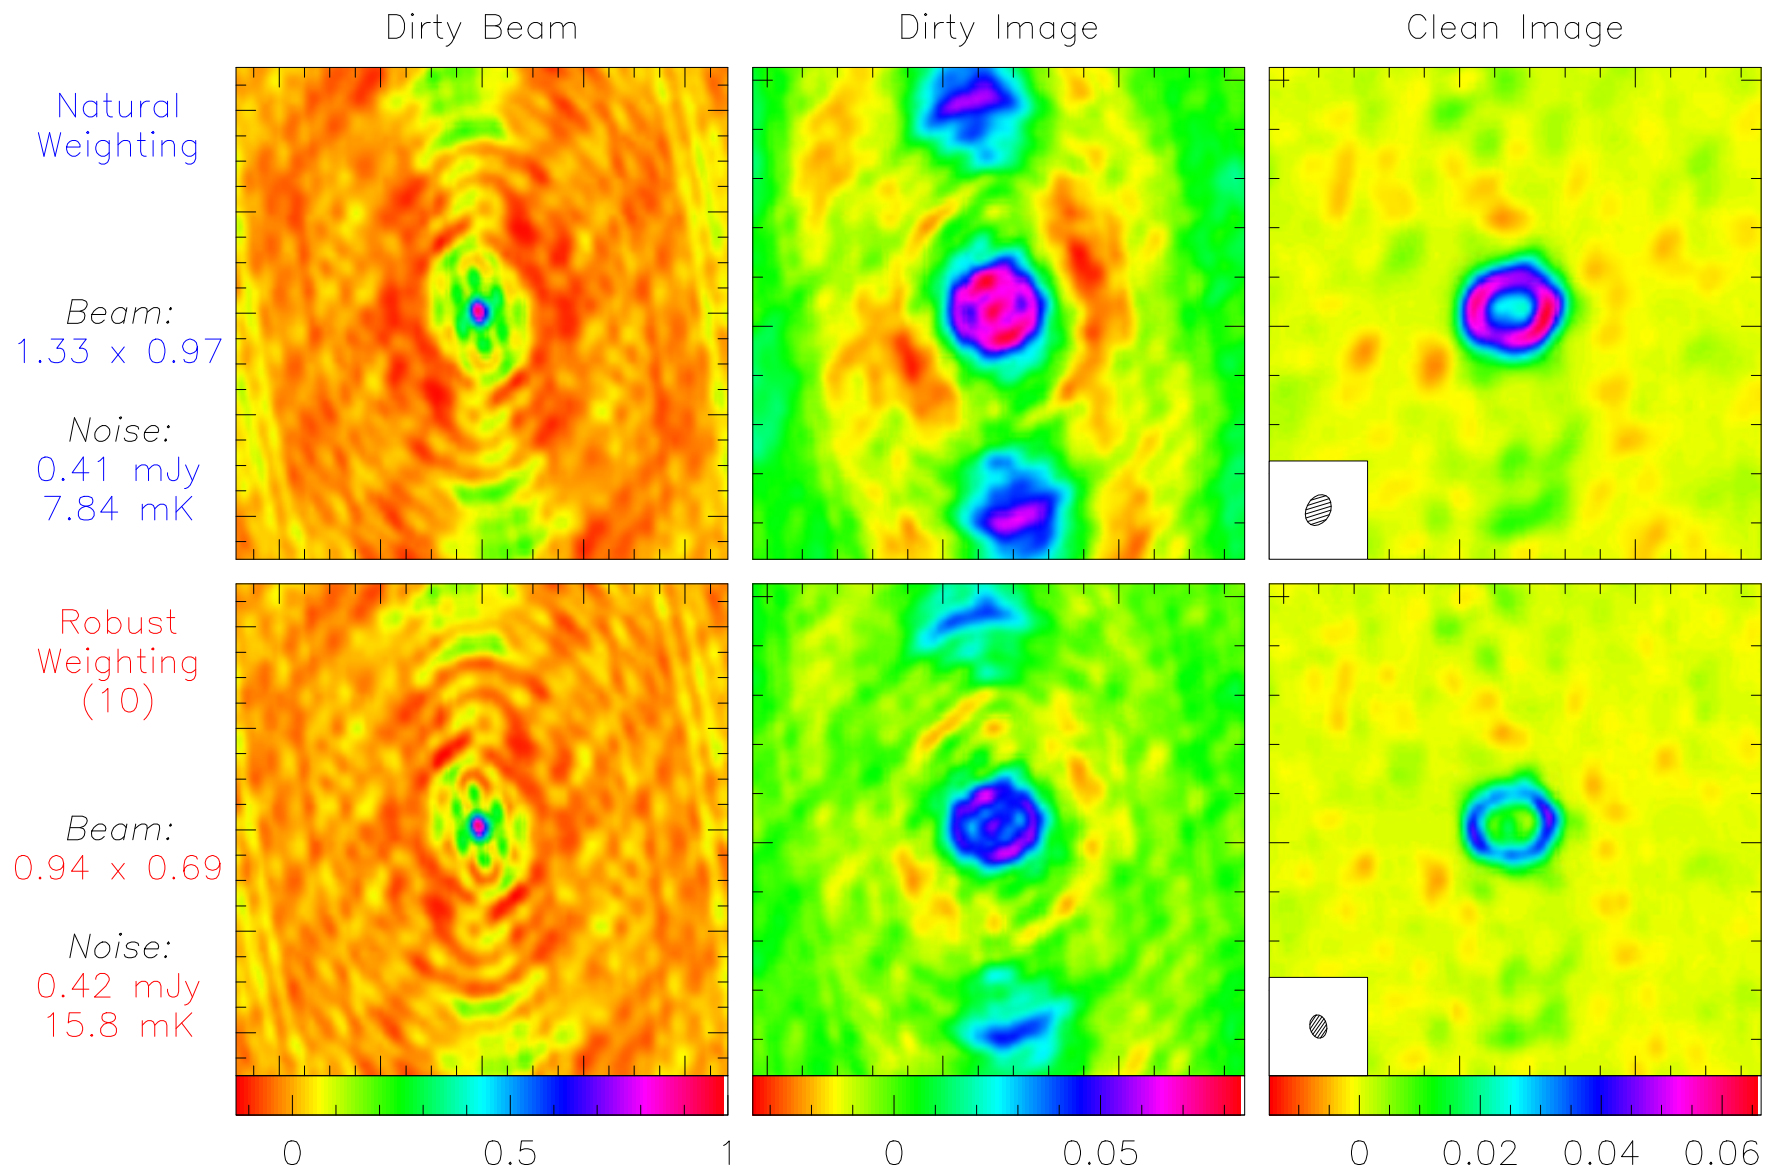 Dirty Beam
Dirty Image
Clean Image
Natural
Weighting
Beam:
1.33 x 0.97
Noise:
0.41 mJy
7.84 mK
Robust
Weighting
(10)
Beam:
0.94 x 0.69
Noise:
0.42 mJy
15.8 mK
0 0.5 1
0 0.05
0 0.02 0.04 0.06